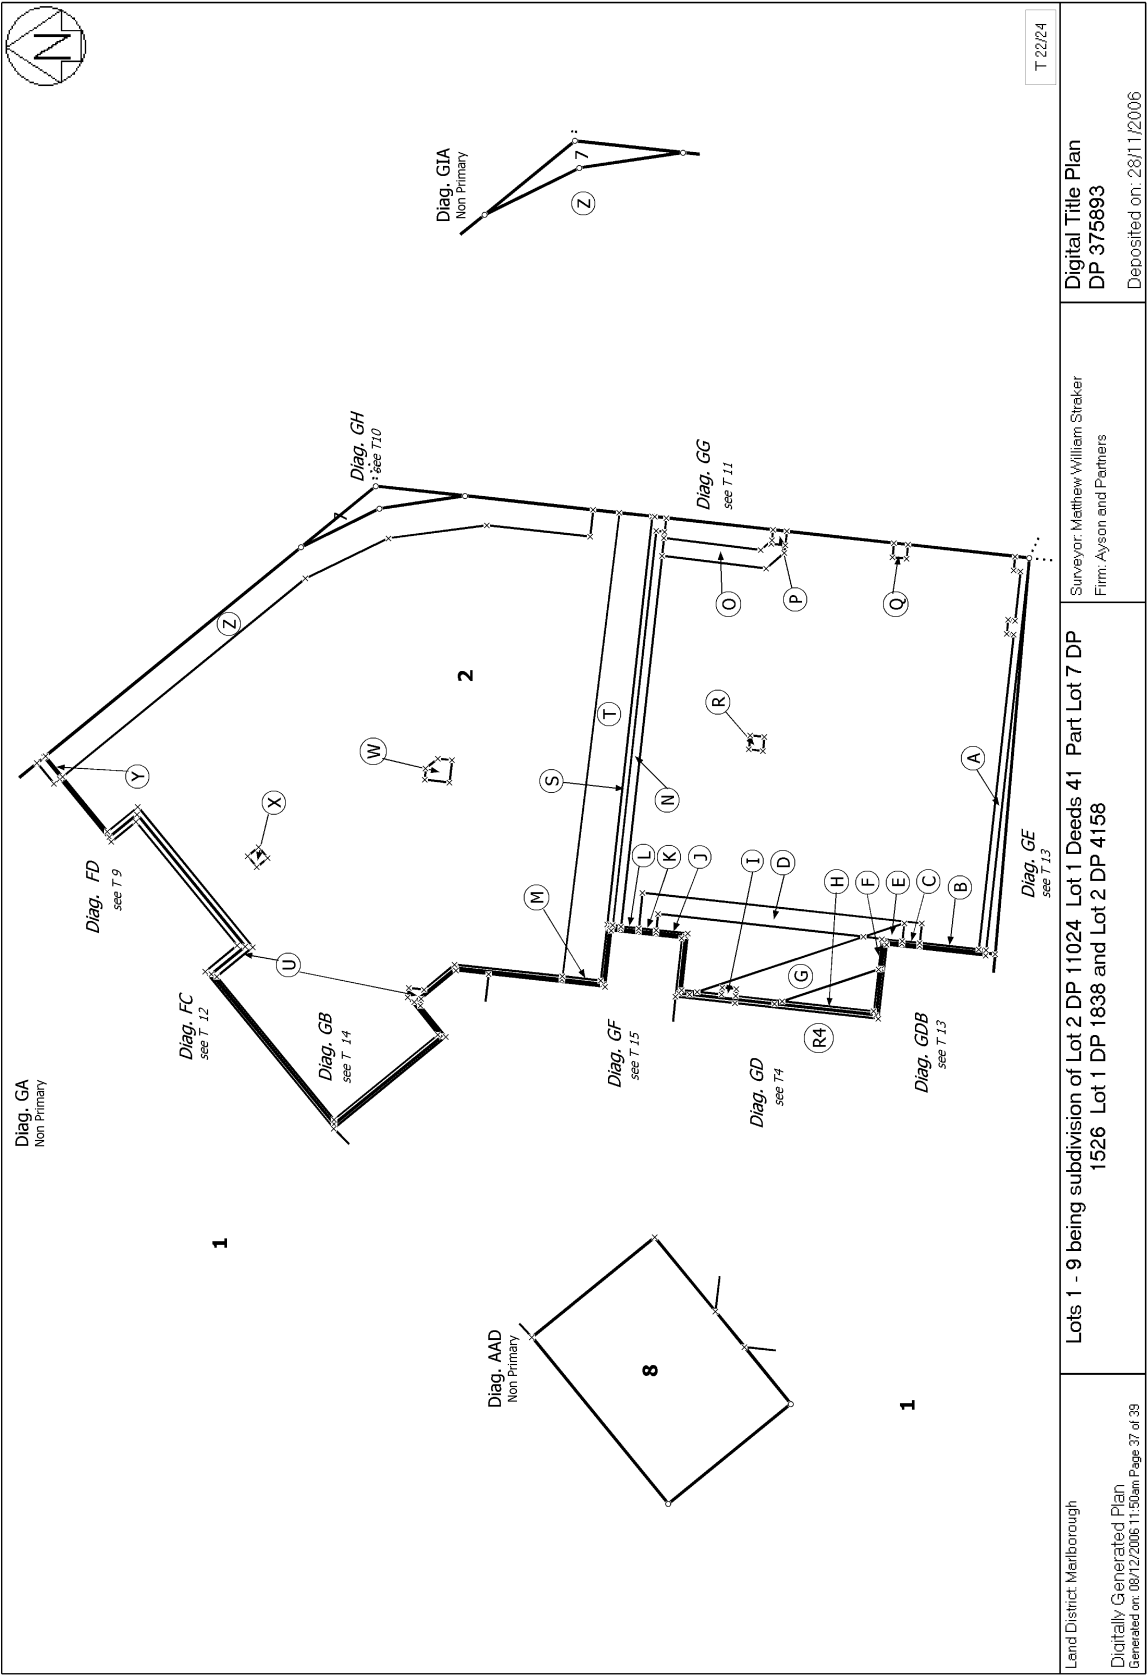 Diag. GA
Non Primary
1
Diag. FC
see T 12
Diag. GB
see T 14
U
Diag. FD
see T 9
X
Y
W
Z
2
7
Diag. GH
see T10
Diag. GIA
Non Primary
7
Z
N
T 22/24
Diag. AAD
Non Primary
8
1
M
S
T
N
L
K
J
I
D
H
F
E
C
B
G
R4
A
R
O
P
Q
Diag. GF
see T 15
Diag. GD
see T4
Diag. GDB
see T 13
Diag. GE
see T 13
Diag. GG
see T 11
Land District: Marlborough
Digitally Generated Plan
Generated on: 08/12/2006 11:50am Page 37 of 39
Lots 1 - 9 being subdivision of Lot 2 DP 11024 Lot 1 Deeds 41 Part Lot 7 DP
1526 Lot 1 DP 1838 and Lot 2 DP 4158
Surveyor: Matthew William Straker
Firm: Ayson and Partners
Digital Title Plan
DP 375893
Deposited on: 28/11/2006